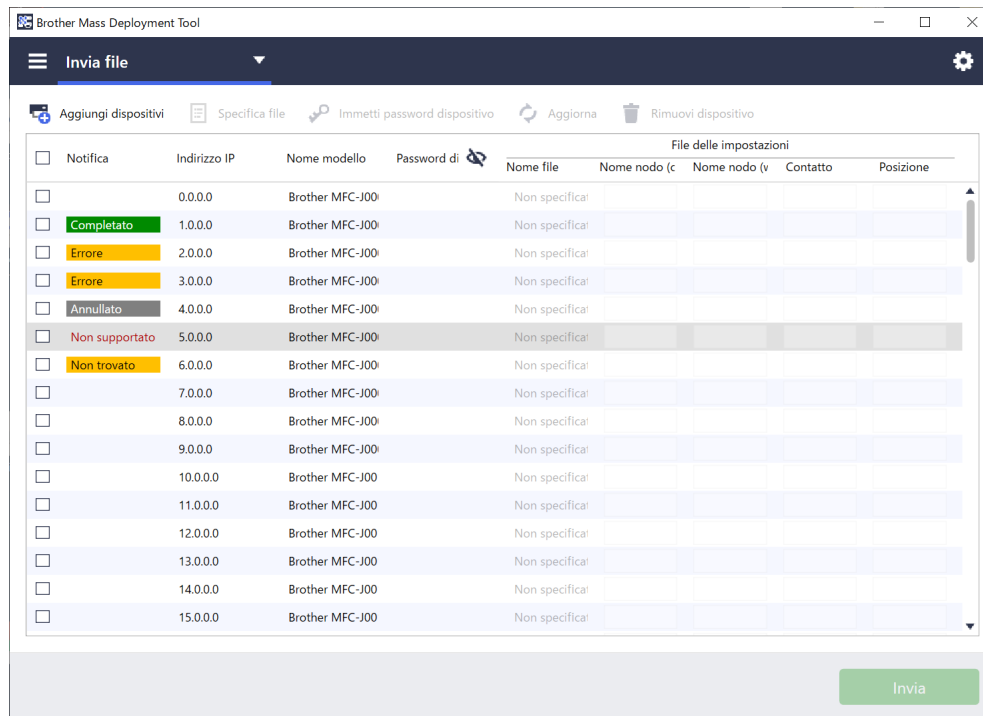 Brother Mass Deployment Tool
Invia file
Aggiungi dispositivi Specifica file Immetti password dispositivo Aggiorna Rimuovi dispositivo
File delle impostazioni
Notifica Indirizzo IP Nome modello Password di
Nome file Nome nodo (c Nome nodo (v Contatto Posizione
0.0.0.0 Brother MFC-J00 Non specificat
Completato 1.0.0.0 Brother MFC-J00 Non specificat
Errore 2.0.0.0 Brother MFC-J00 Non specificat
Errore 3.0.0.0 Brother MFC-J00 Non specificat
Annullato 4.0.0.0 Brother MFC-J00 Non specificat
Non supportato 5.0.0.0 Brother MFC-J00 Non specificat
Non trovato 6.0.0.0 Brother MFC-J00 Non specificat
7.0.0.0 Brother MFC-J00 Non specificat
8.0.0.0 Brother MFC-J00 Non specificat
9.0.0.0 Brother MFC-J00 Non specificat
10.0.0.0 Brother MFC-J00 Non specificat
11.0.0.0 Brother MFC-J00 Non specificat
12.0.0.0 Brother MFC-J00 Non specificat
13.0.0.0 Brother MFC-J00 Non specificat
14.0.0.0 Brother MFC-J00 Non specificat
15.0.0.0 Brother MFC-J00 Non specificat
Invia